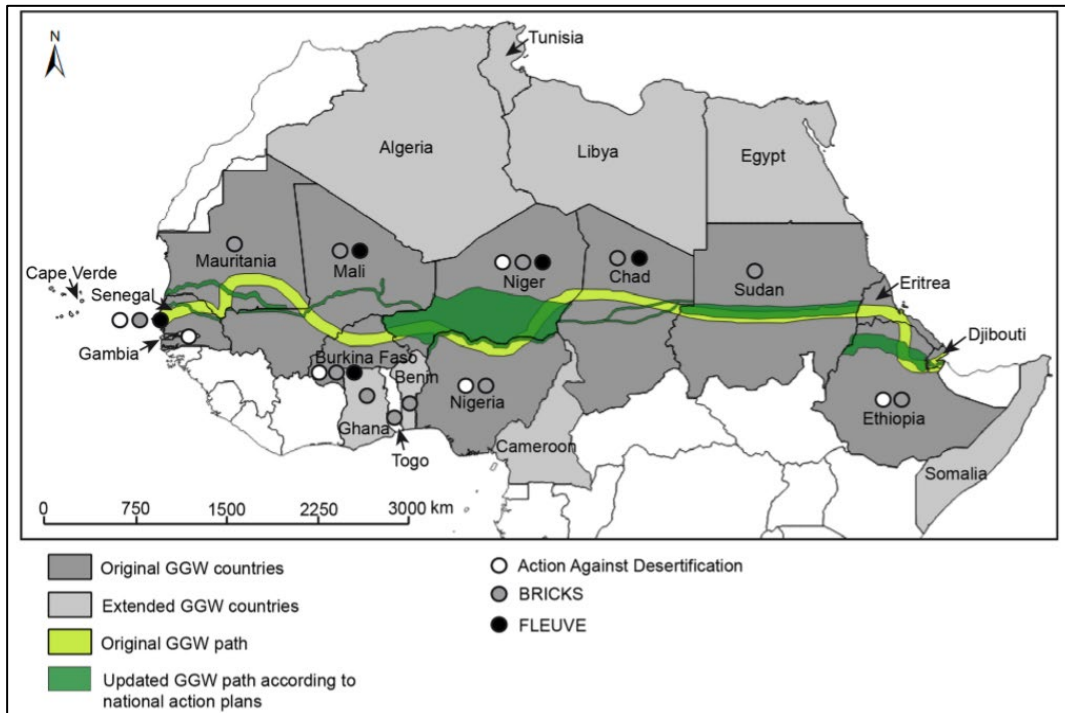 N
Tunisia
Algeria
Libya
Egypt
Mauritania
Mali
Niger
Chad
Sudan
Eritrea
Cape Verde
Senegal
Djibouti
Gambia
Burkina Faso
Benin
Nigeria
Ethiopia
Ghana
Togo
Cameroon
Somalia
0 750 1500 2250 3000 km
Original GGW countries
Extended GGW countries
Original GGW path
Updated GGW path according to
national action plans
Action Against Desertification
BRICKS
FLEUVE